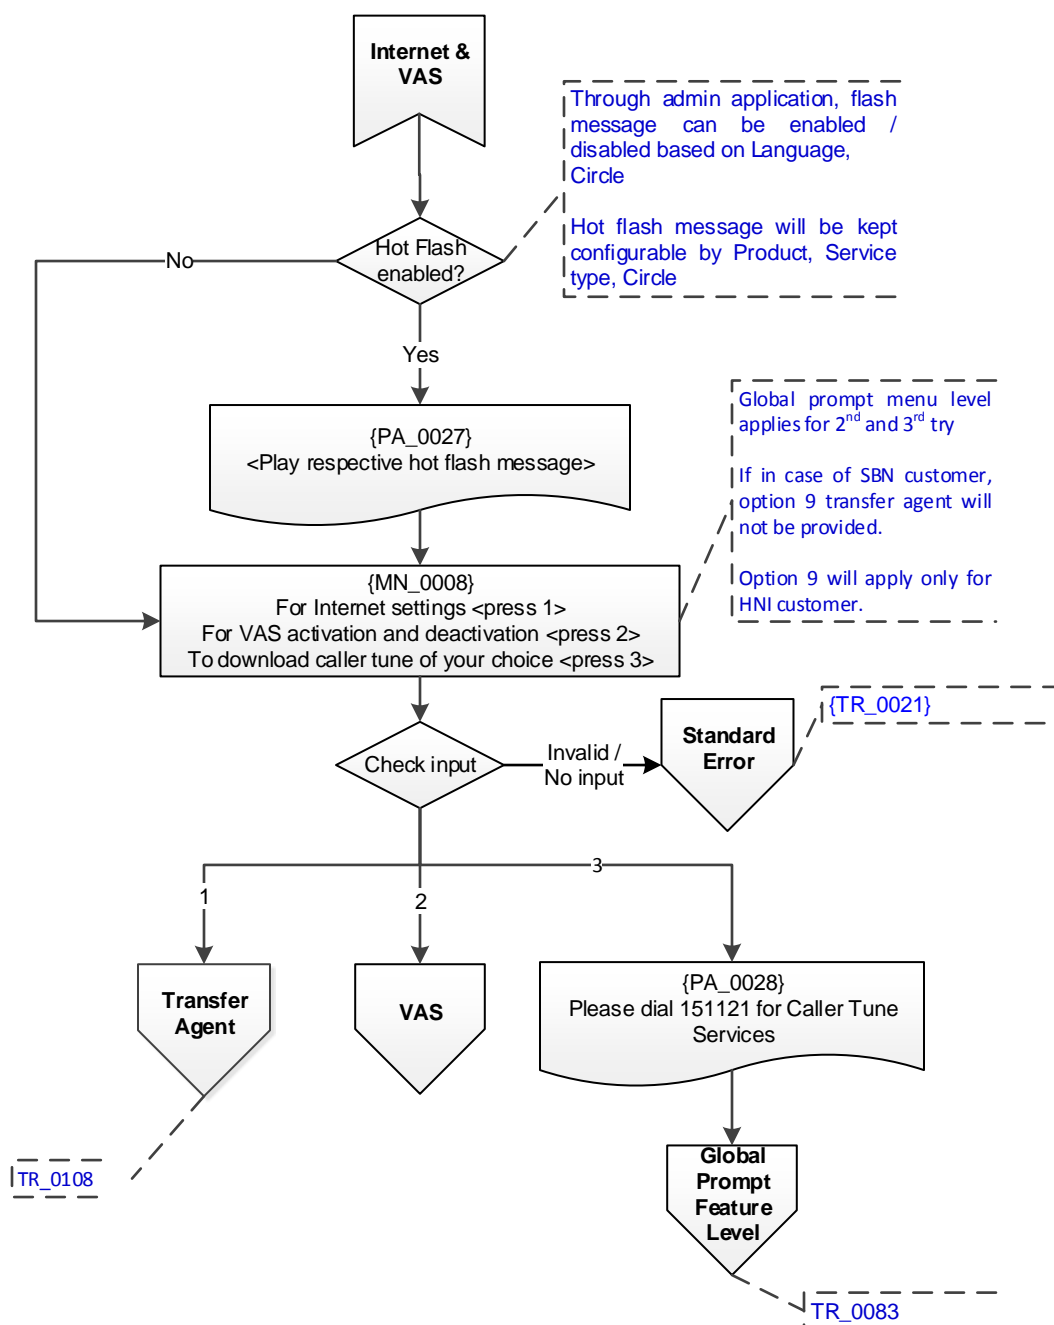 Internet &
VAS
Through admin application, flash
message can be enabled /
disabled based on Language,
Circle
Hot flash message will be kept
configurable by Product, Service
type, Circle
Hot Flash
enabled?
No
Yes
{PA_0027}
<Play respective hot flash message>
Global prompt menu level
applies for 2nd and 3rd try
If in case of SBN customer,
option 9 transfer agent will
not be provided.
Option 9 will apply only for
HNI customer.
{MN_0008}
For Internet settings <press 1>
For VAS activation and deactivation <press 2>
To download caller tune of your choice <press 3>
{TR_0021}
Standard
Error
Check input
Invalid /
No input
1
2
3
Transfer
Agent
VAS
{PA_0028}
Please dial 151121 for Caller Tune
Services
TR_0108
Global
Prompt
Feature
Level
TR_0083